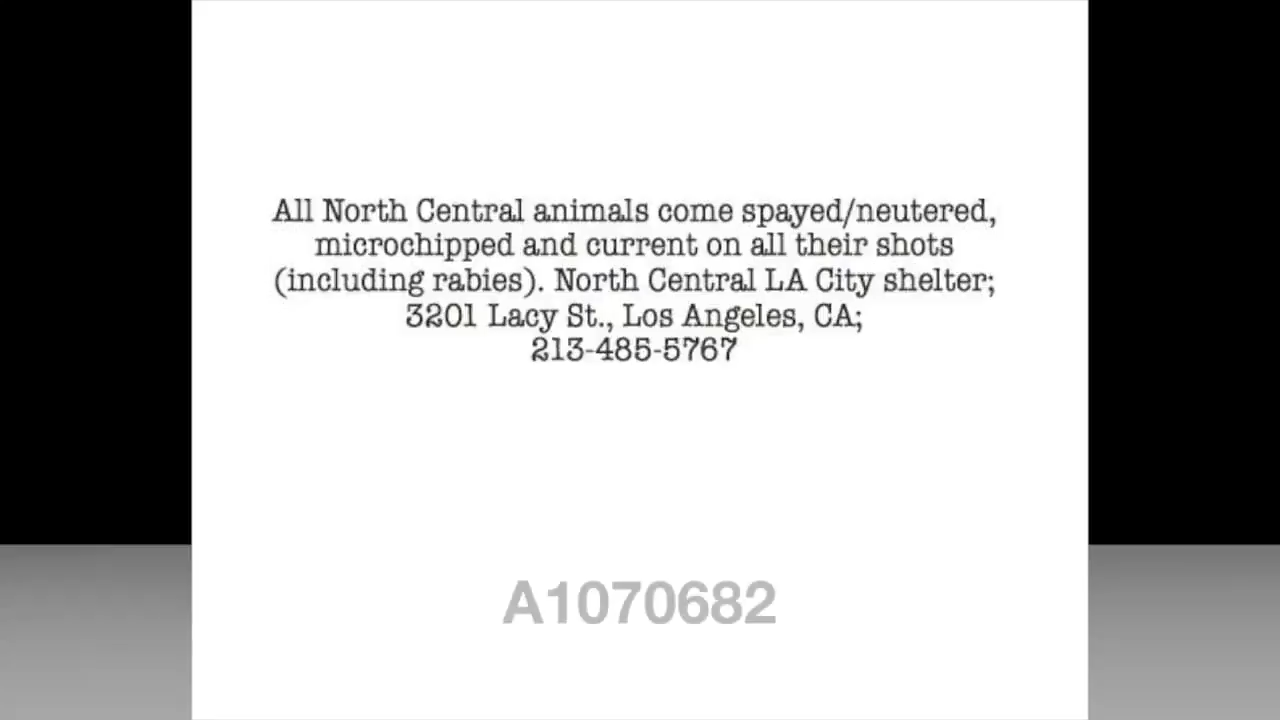 All North Central animals come spayed/neutered,
microchipped and current on all their shots
(including rabies). North Central LA City shelter;
3201 Lacy St., Los Angeles, CA;
213-485-5767
A1070682